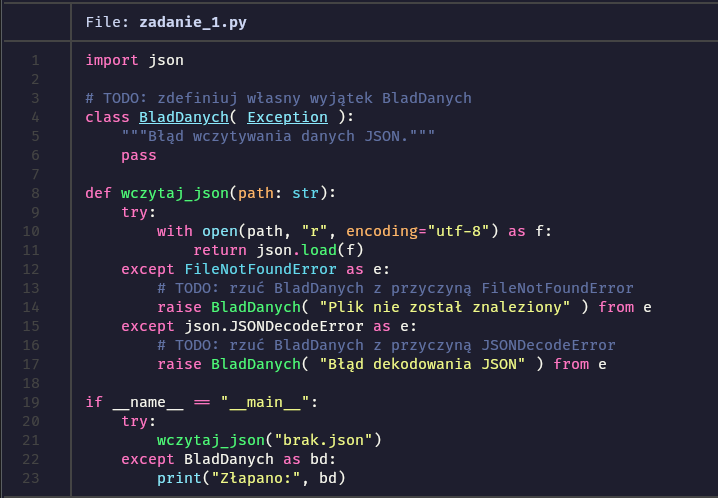 File: zadanie_1.py
1 import json
2
3 # TODO: zdefiniuj własny wyjątek BladDanych
4 class BladDanych( Exception ):
5     """Błąd wczytywania danych JSON."""
6     pass
7
8 def wczytaj_json(path: str):
9     try:
10         with open(path, "r", encoding="utf-8") as f:
11             return json.load(f)
12     except FileNotFoundError as e:
13         # TODO: rzuć BladDanych z przyczyną FileNotFoundError
14         raise BladDanych( "Plik nie został znaleziony" ) from e
15     except json.JSONDecodeError as e:
16         # TODO: rzuć BladDanych z przyczyną JSONDecodeError
17         raise BladDanych( "Błąd dekodowania JSON" ) from e
18
19 if __name__ == "__main__":
20     try:
21         wczytaj_json("brak.json")
22     except BladDanych as bd:
23         print("Złapano:", bd)